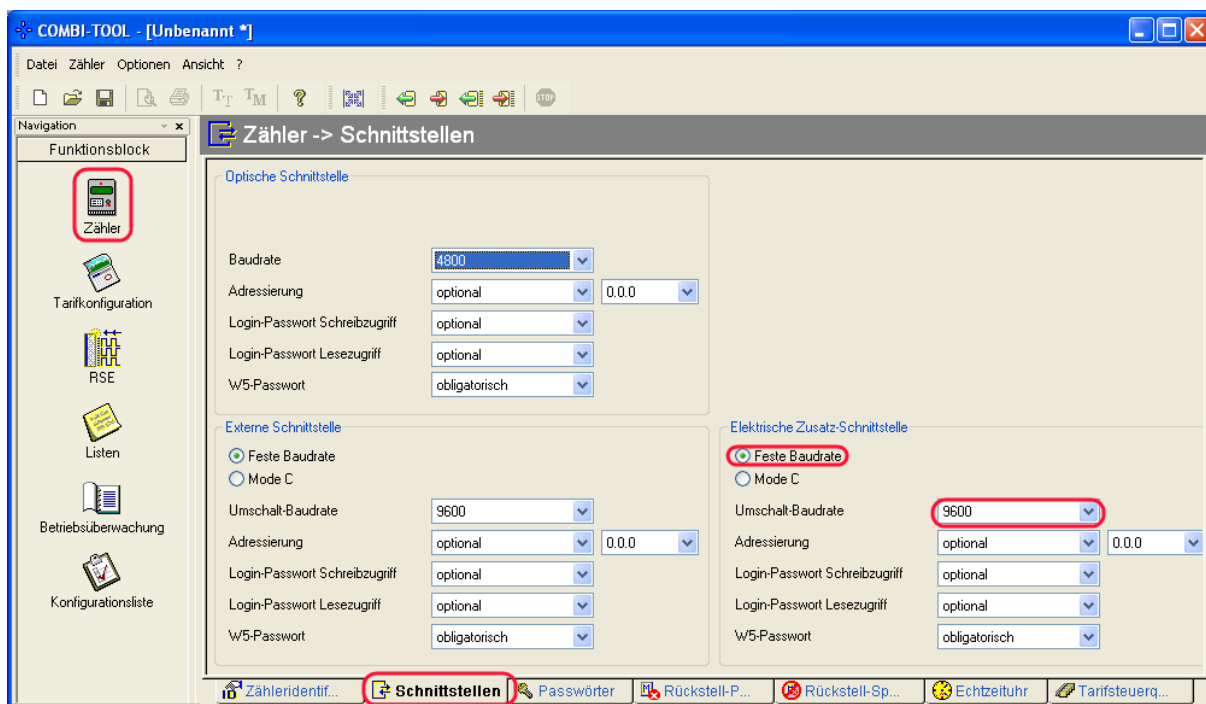 COMBI-TOOL - [Unbenannt *]
Datei Zähler Optionen Ansicht ?
TT TM ? STOP
Navigation
Funktionsblock
Zähler
Tarifkonfiguration
RSE
Listen
Betriebsüberwachung
Konfigurationsliste
Zähler -> Schnittstellen
Optische Schnittstelle
Baudrate 4800
Adressierung optional 0.0.0
Login-Passwort Schreibzugriff optional
Login-Passwort Lesezugriff optional
W5-Passwort obligatorisch
Externe Schnittstelle
Feste Baudrate
Mode C
Umschalt-Baudrate 9600
Adressierung optional 0.0.0
Login-Passwort Schreibzugriff optional
Login-Passwort Lesezugriff optional
W5-Passwort obligatorisch
Elektrische Zusatz-Schnittstelle
Feste Baudrate
Mode C
Umschalt-Baudrate 9600
Adressierung optional 0.0.0
Login-Passwort Schreibzugriff optional
Login-Passwort Lesezugriff optional
W5-Passwort obligatorisch
Zähleridentif... Schnittstellen Passwörter Rückstell-P... Rückstell-Sp... Echtzeituhr Tarifsteuerq...